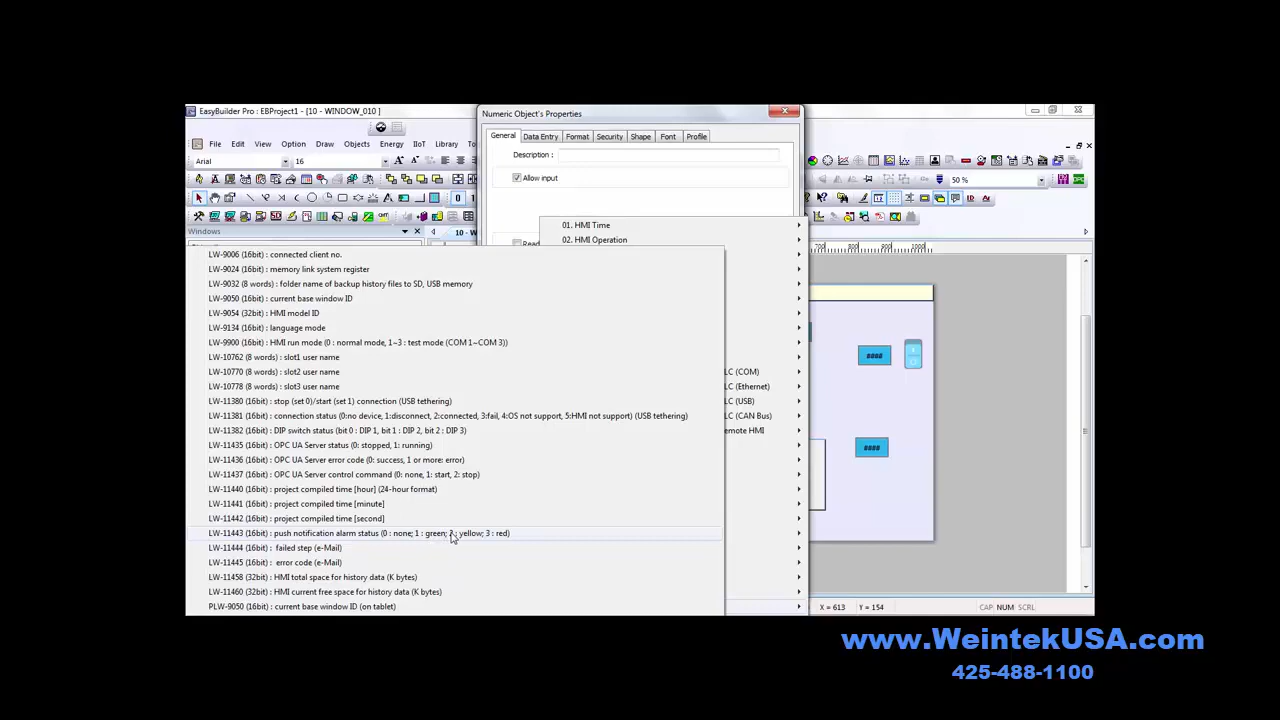 EasyBuilder Pro : EBProject1 - [10 - WINDOW_010 ]
Numeric Object's Properties
File Edit View Option Draw Objects Energy IIoT Library
General Data Entry Format Security Shape Font Profile
Description :
Arial 16
Allow input
50 %
Windows
10 - W
01. HMI Time
02. HMI Operation
Read
700 800 900 1000
LW-9006 (16bit) : connected client no.
LW-9024 (16bit) : memory link system register
LW-9032 (8 words) : folder name of backup history files to SD, USB memory
LW-9050 (16bit) : current base window ID
LW-9054 (32bit) : HMI model ID
LW-9134 (16bit) : language mode
LW-9900 (16bit) : HMI run mode (0 : normal mode, 1~3 : test mode (COM 1~COM 3))
LW-10762 (8 words) : slot1 user name
LW-10770 (8 words) : slot2 user name
LW-10778 (8 words) : slot3 user name
LW-11380 (16bit) : stop (set 0)/start (set 1) connection (USB tethering)
LW-11381 (16bit) : connection status (0:no device, 1:disconnect, 2:connected, 3:fail, 4:OS not support, 5:HMI not support) (USB tethering)
LW-11382 (16bit) : DIP switch status (bit 0 : DIP 1, bit 1 : DIP 2, bit 2 : DIP 3)
LW-11435 (16bit) : OPC UA Server status (0: stopped, 1: running)
LW-11436 (16bit) : OPC UA Server error code (0: success, 1 or more: error)
LW-11437 (16bit) : OPC UA Server control command (0: none, 1: start, 2: stop)
LW-11440 (16bit) : project compiled time [hour] (24-hour format)
LW-11441 (16bit) : project compiled time [minute]
LW-11442 (16bit) : project compiled time [second]
LW-11443 (16bit) : push notification alarm status (0 : none; 1 : green; 2 : yellow; 3 : red)
LW-11444 (16bit) : failed step (e-Mail)
LW-11445 (16bit) : error code (e-Mail)
LW-11458 (32bit) : HMI total space for history data (K bytes)
LW-11460 (32bit) : HMI current free space for history data (K bytes)
PLW-9050 (16bit) : current base window ID (on tablet)
LC (COM)
LC (Ethernet)
LC (USB)
LC (CAN Bus)
emote HMI
####
####
X = 613 Y = 154 CAP NUM SCRL
www.WeintekUSA.com
425-488-1100